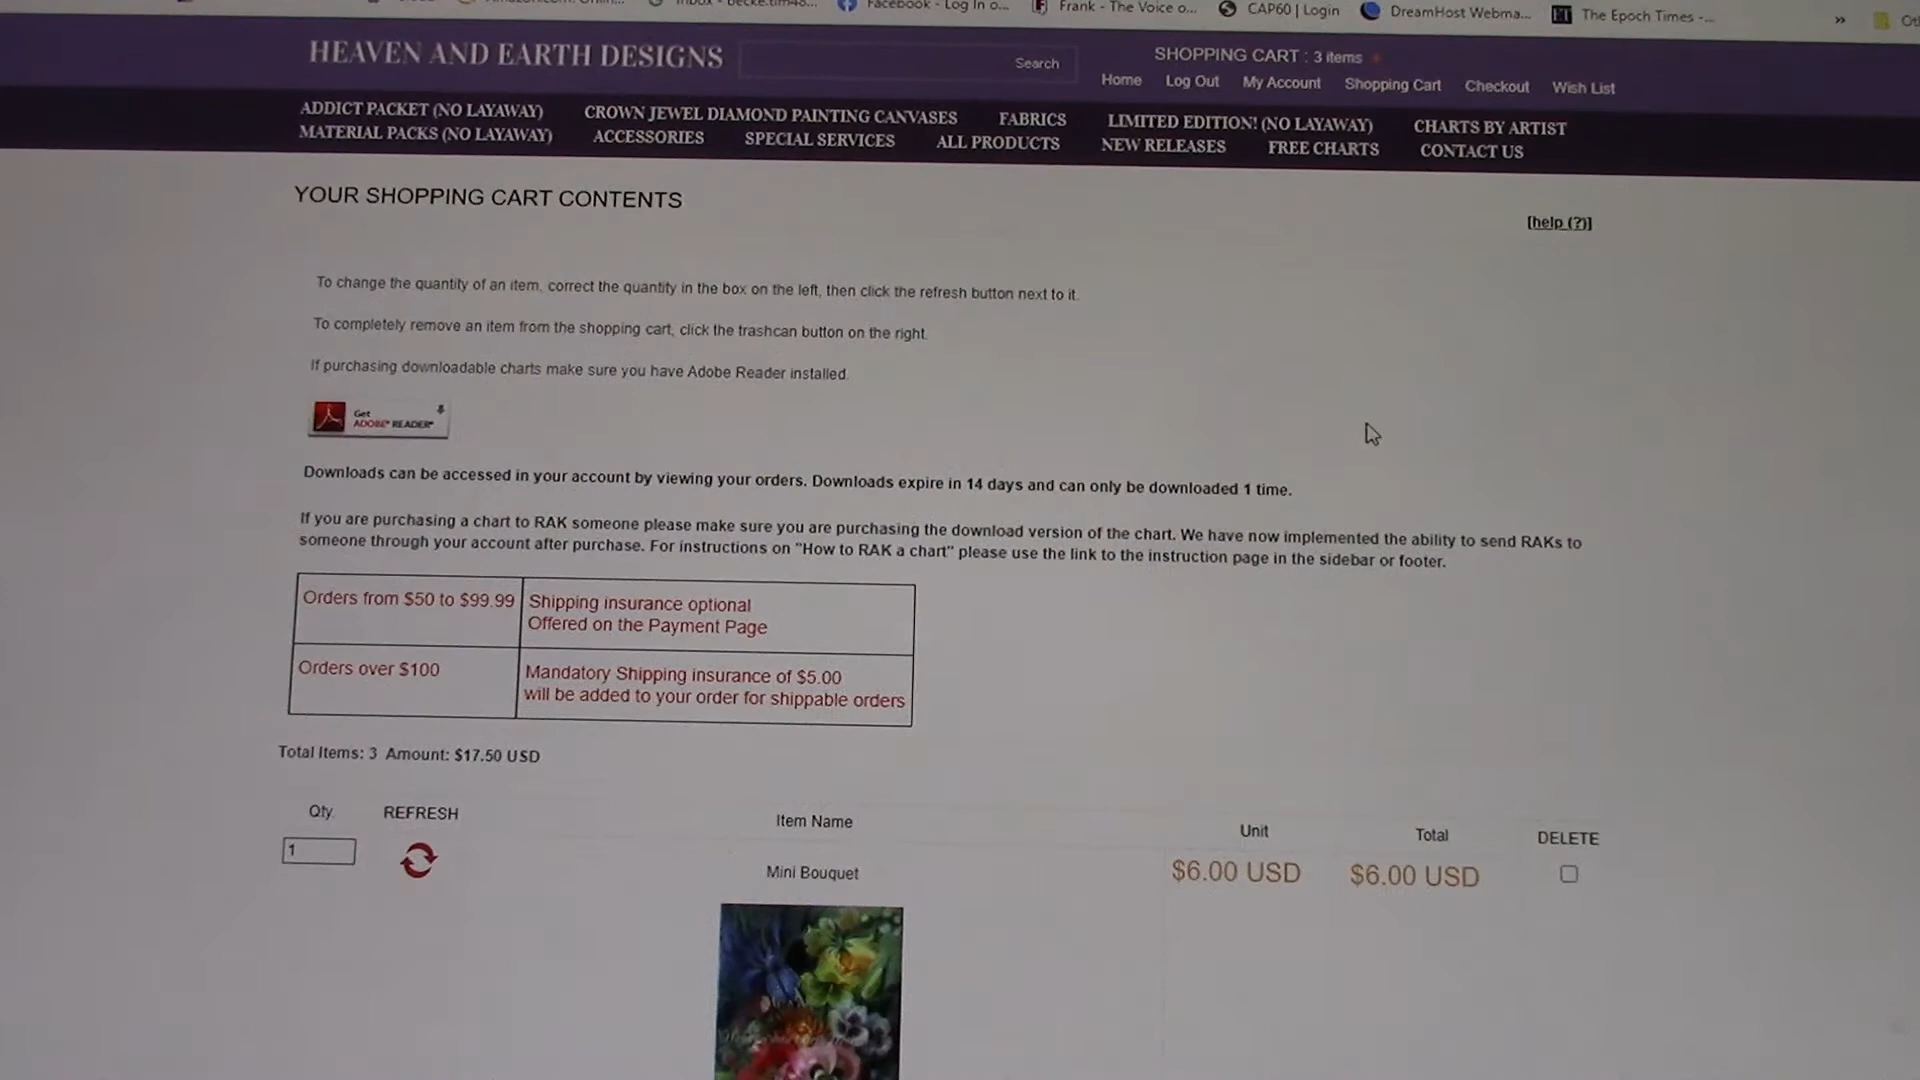 Facebook - Log In o...
Frank - The Voice o...
CAP60 | Login
DreamHost Webma...
The Epoch Times -...
»
HEAVEN AND EARTH DESIGNS
Search
SHOPPING CART : 3 items
Home Log Out My Account Shopping Cart Checkout Wish List
ADDICT PACKET (NO LAYAWAY) CROWN JEWEL DIAMOND PAINTING CANVASES FABRICS LIMITED EDITION! (NO LAYAWAY) CHARTS BY ARTIST
MATERIAL PACKS (NO LAYAWAY) ACCESSORIES SPECIAL SERVICES ALL PRODUCTS NEW RELEASES FREE CHARTS CONTACT US
YOUR SHOPPING CART CONTENTS
[help (?)]
To change the quantity of an item, correct the quantity in the box on the left, then click the refresh button next to it.
To completely remove an item from the shopping cart, click the trashcan button on the right.
If purchasing downloadable charts make sure you have Adobe Reader installed.
Get
ADOBE® READER®
Downloads can be accessed in your account by viewing your orders. Downloads expire in 14 days and can only be downloaded 1 time.
If you are purchasing a chart to RAK someone please make sure you are purchasing the download version of the chart. We have now implemented the ability to send RAKs to
someone through your account after purchase. For instructions on "How to RAK a chart" please use the link to the instruction page in the sidebar or footer.
Orders from $50 to $99.99
Shipping insurance optional
Offered on the Payment Page
Orders over $100
Mandatory Shipping insurance of $5.00
will be added to your order for shippable orders
Total Items: 3 Amount: $17.50 USD
Qty REFRESH Item Name Unit Total DELETE
1
Mini Bouquet
$6.00 USD $6.00 USD